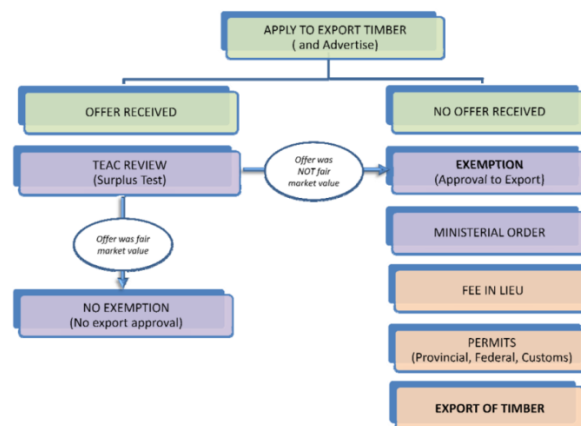 APPLY TO EXPORT TIMBER
( and Advertise)
OFFER RECEIVED
NO OFFER RECEIVED
TEAC REVIEW
(Surplus Test)
Offer was
NOT fair
market value
EXEMPTION
(Approval to Export)
Offer was fair
market value
MINISTERIAL ORDER
NO EXEMPTION
(No export approval)
FEE IN LIEU
PERMITS
(Provincial, Federal, Customs)
EXPORT OF TIMBER